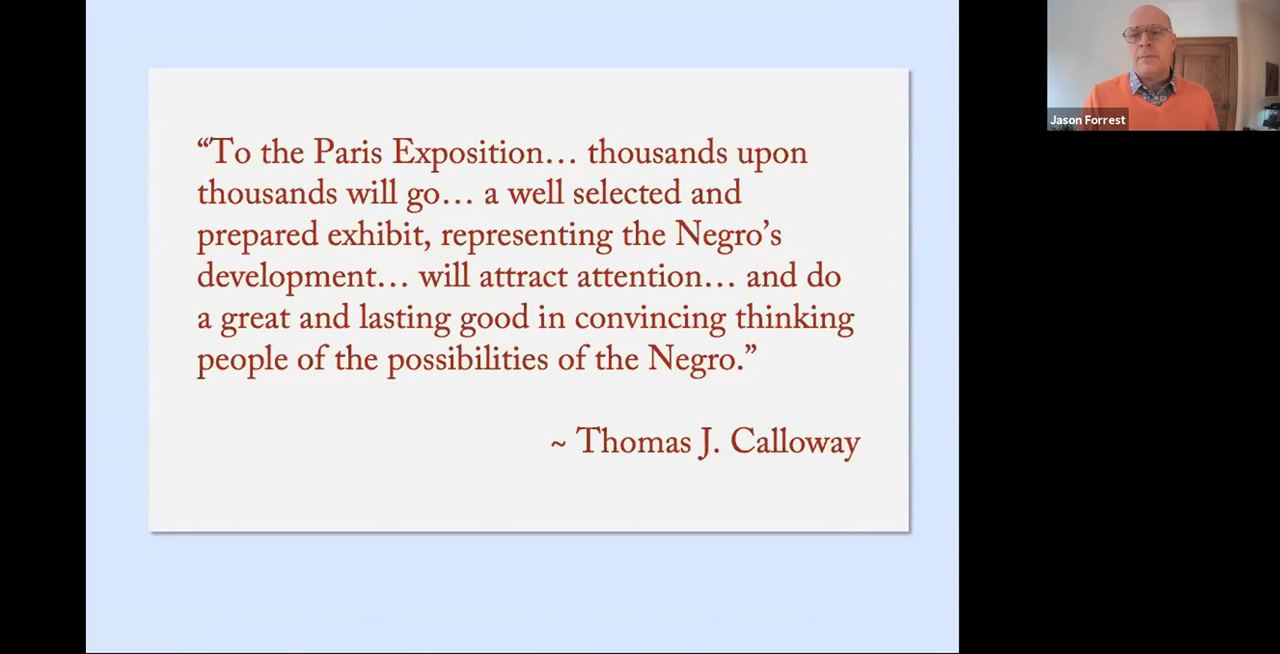 “To the Paris Exposition… thousands upon
thousands will go… a well selected and
prepared exhibit, representing the Negro’s
development… will attract attention… and do
a great and lasting good in convincing thinking
people of the possibilities of the Negro.”
~ Thomas J. Calloway
Jason Forrest